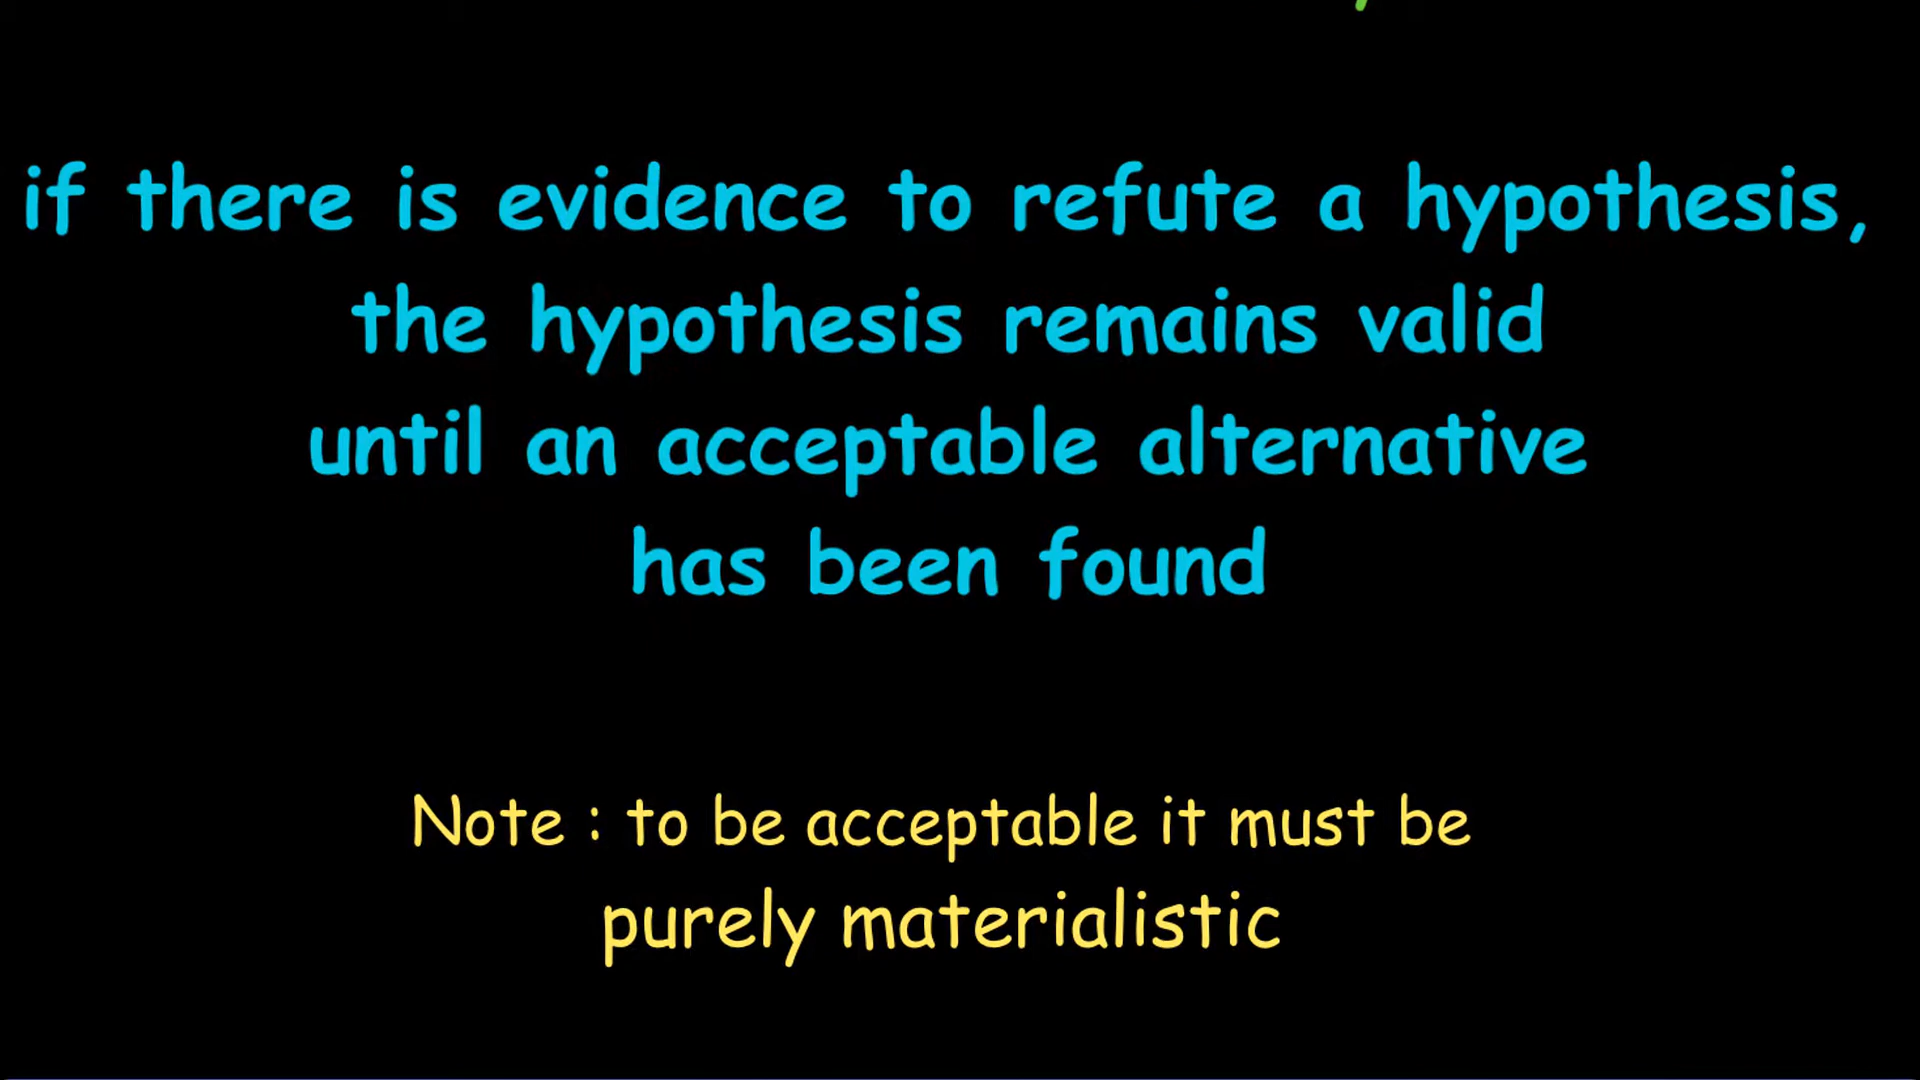 if there is evidence to refute a hypothesis,
the hypothesis remains valid
until an acceptable alternative
has been found
Note : to be acceptable it must be
purely materialistic